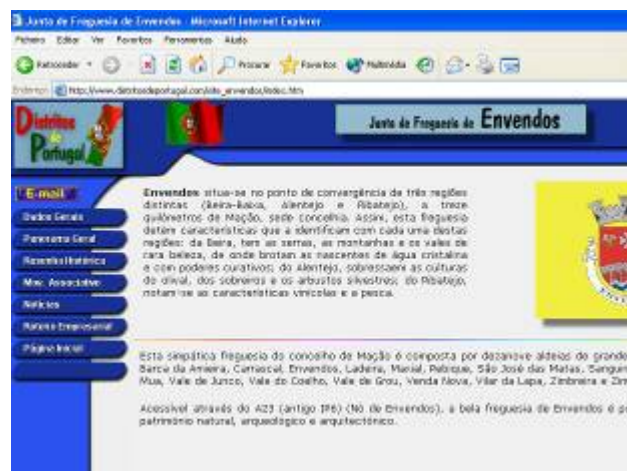 Junta de Freguesia de Envendos - Microsoft Internet Explorer
Ficheiro Editar Ver Favoritos Ferramentas Ajuda
Retroceder Procurar Favoritos Multimédia
Endereço http://www.distritosdeportugal.com/site_envendos/index.htm
Distritos de Portugal
Junta de Freguesia de Envendos
E-mail
Dados Gerais
Panorama Geral
Resenha Histórica
Mov. Associativo
Notícias
Roteiro Empresarial
Página Inicial
Envendos situa-se no ponto de convergência de três regiões
distintas (Beira-Baixa, Alentejo e Ribatejo), a treze
quilómetros de Mação, sede concelhia. Assim, esta freguesia
detém características que a identificam com cada uma destas
regiões: da Beira, tem as serras, as montanhas e os vales de
rara beleza, de onde brotam as nascentes de água cristalina
e com poderes curativos; do Alentejo, sobressaem as culturas
do olival, dos sobreiros e os arbustos silvestres; do Ribatejo,
notam-se as características vinícolas e a pesca.
Esta simpática freguesia do concelho de Mação é composta por dezanove aldeias de grande
Barca da Amieira, Carrascal, Envendos, Ladeira, Maxial, Pebique, São José das Matas, Sanguin
Mua, Vale de Junco, Vale do Coelho, Vale de Grou, Venda Nova, Vilar da Lapa, Zimbreira e Zim
Acessível através do A23 (antigo IP6) (Nó de Envendos), a bela freguesia de Envendos é p
património natural, arqueológico e arquitectónico.